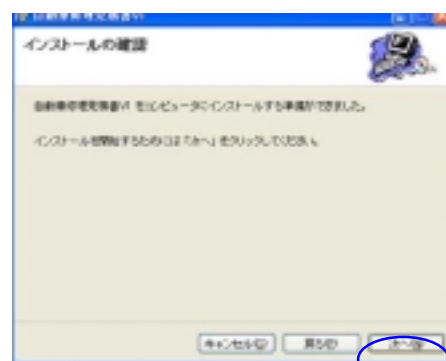 インストールの確認
をコンピュータにインストールする準備ができました。
インストールを開始するためには「次へ」をクリックしてください。
キャンセル(C) 戻る(B) 次へ(N)